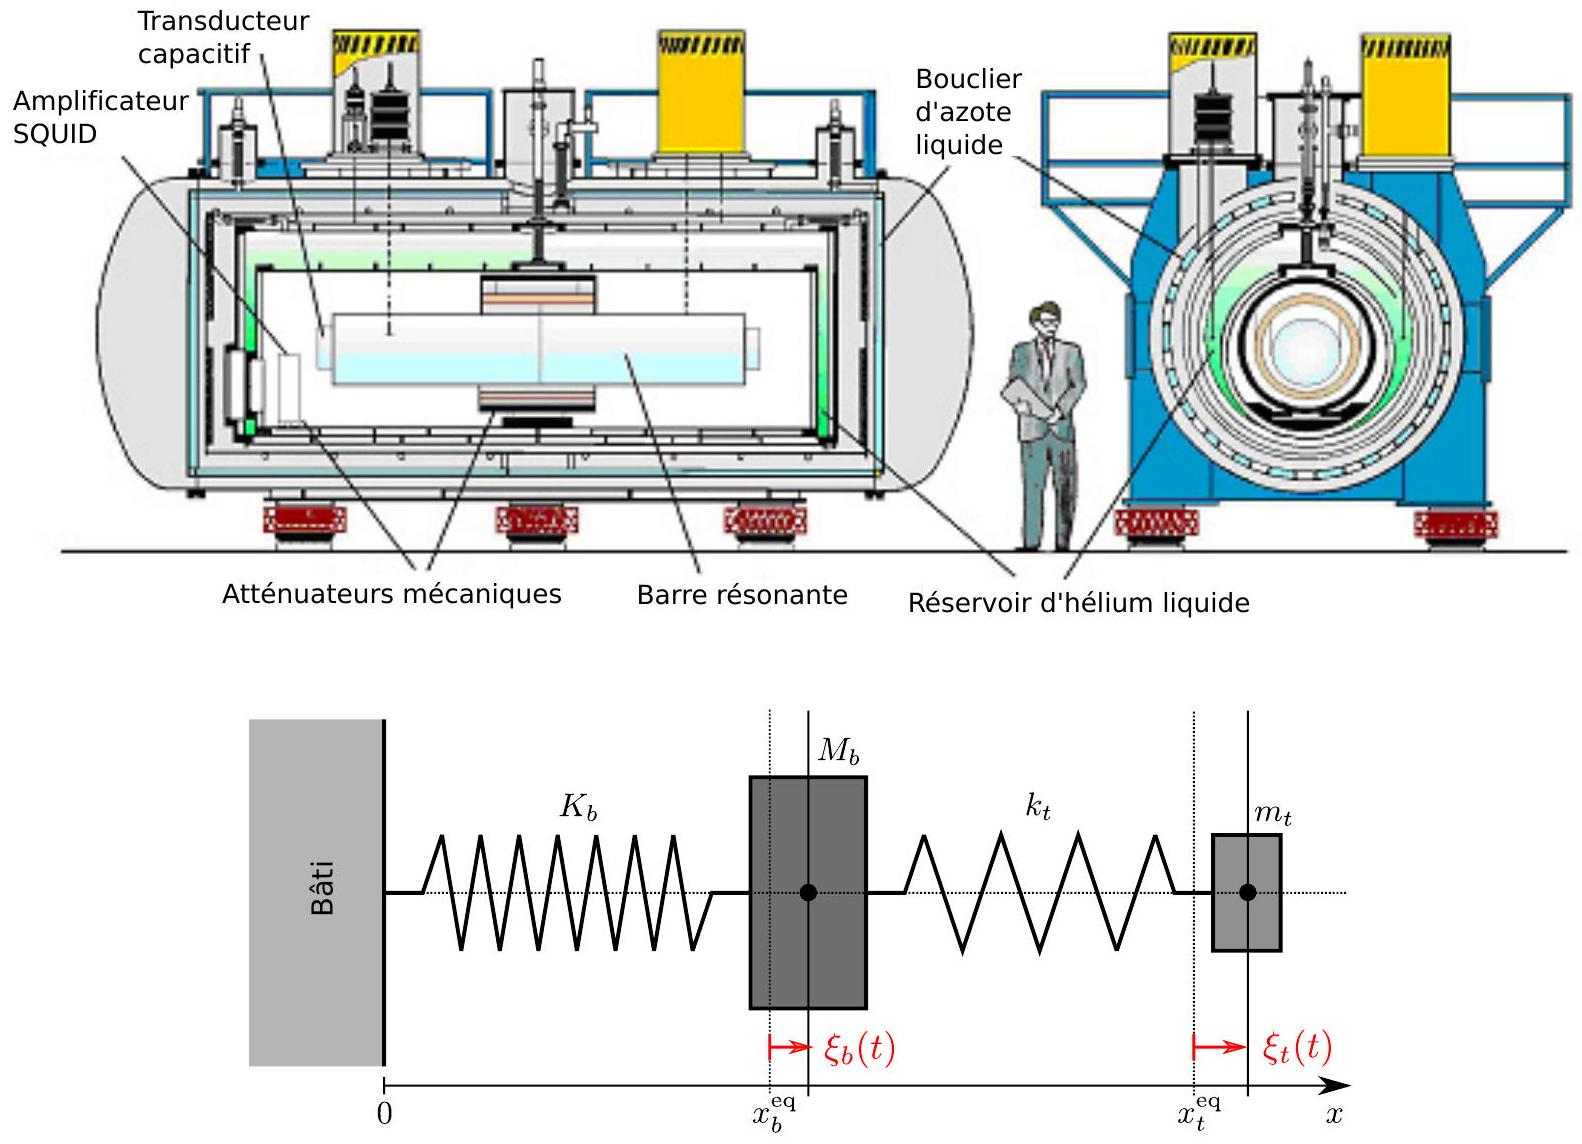 Transducteur
capacitif
Amplificateur
SQUID
Bouclier
d'azote
liquide
Atténuateurs mécaniques
Barre résonante
Réservoir d'hélium liquide
M_b
K_b
k_t
m_t
Bâti
ξ_b(t)
ξ_t(t)
0
x_b^eq
x_t^eq
x